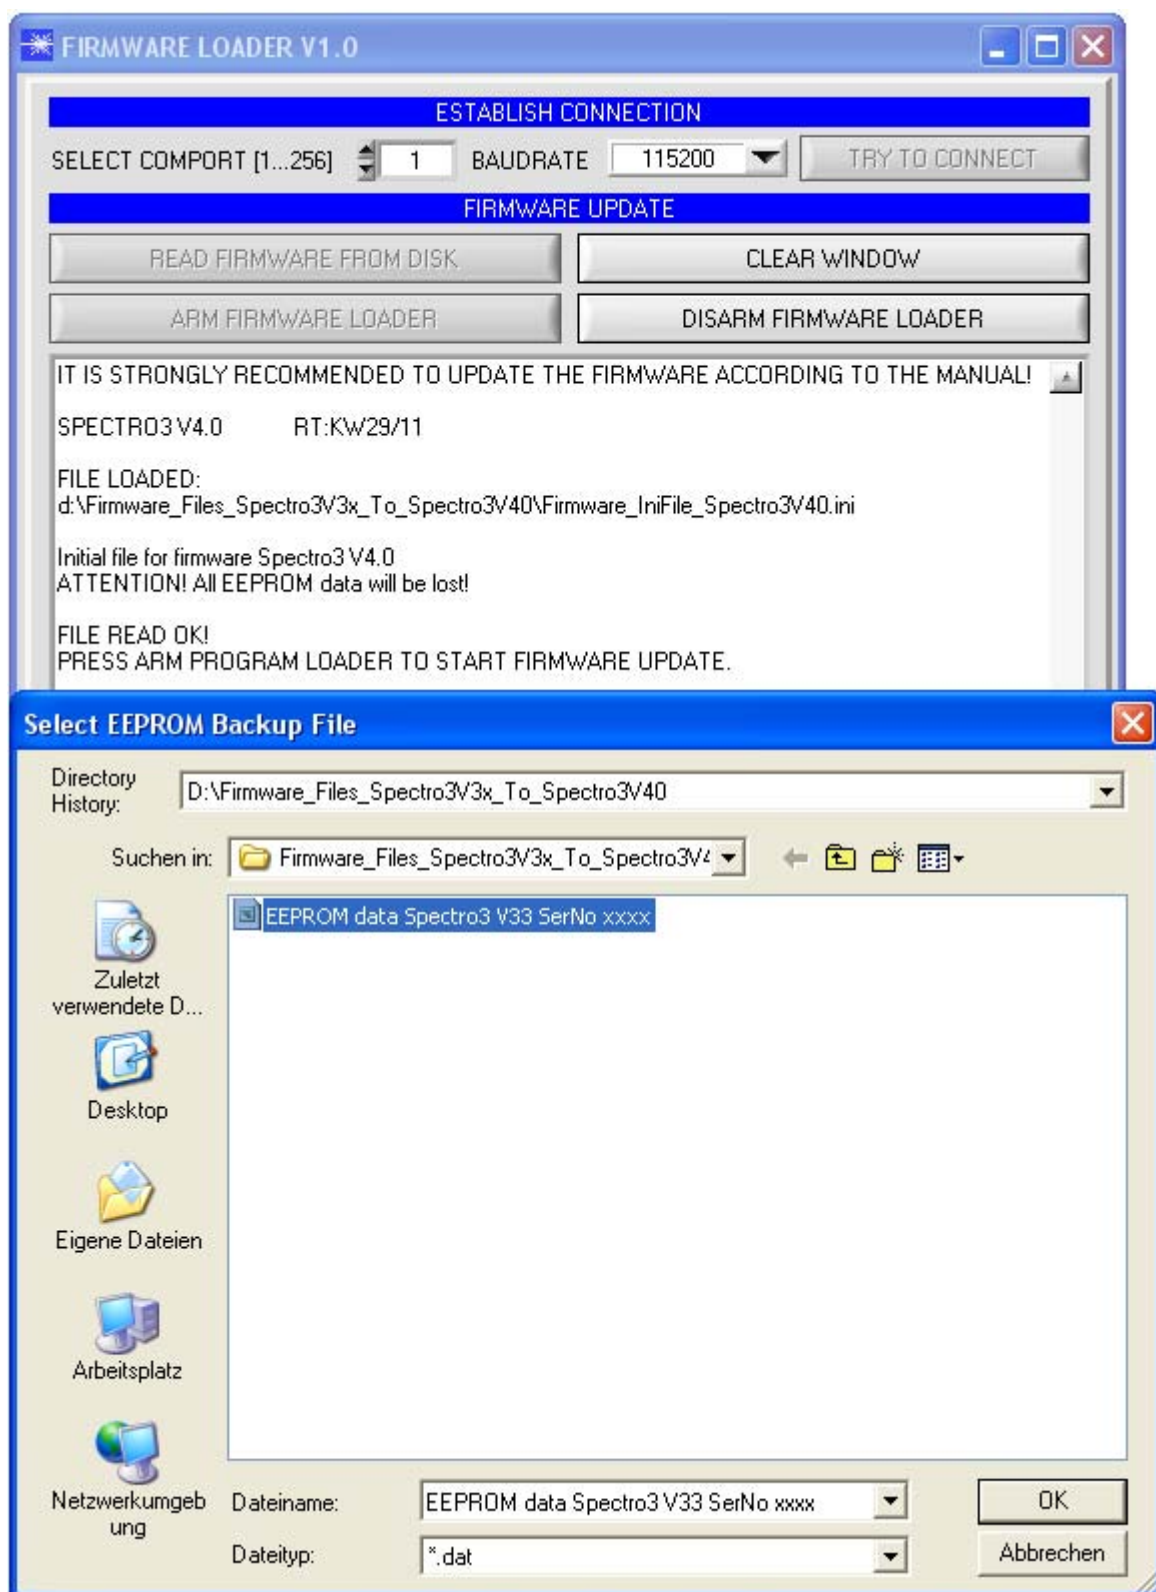 FIRMWARE LOADER V1.0
ESTABLISH CONNECTION
SELECT COMPORT [1...256] 1 BAUDRATE 115200 TRY TO CONNECT
FIRMWARE UPDATE
READ FIRMWARE FROM DISK CLEAR WINDOW
ARM FIRMWARE LOADER DISARM FIRMWARE LOADER
IT IS STRONGLY RECOMMENDED TO UPDATE THE FIRMWARE ACCORDING TO THE MANUAL!
SPECTRO3 V4.0 RT:KW29/11
FILE LOADED:
d:\Firmware_Files_Spectro3V3x_To_Spectro3V40\Firmware_IniFile_Spectro3V40.ini
Initial file for firmware Spectro3 V4.0
ATTENTION! All EEPROM data will be lost!
FILE READ OK!
PRESS ARM PROGRAM LOADER TO START FIRMWARE UPDATE.
Select EEPROM Backup File
Directory
History: D:\Firmware_Files_Spectro3V3x_To_Spectro3V40
Suchen in: Firmware_Files_Spectro3V3x_To_Spectro3V4
EEPROM data Spectro3 V33 SerNo xxxx
Zuletzt
verwendete D...
Desktop
Eigene Dateien
Arbeitsplatz
Netzwerkumgeb
ung
Dateiname: EEPROM data Spectro3 V33 SerNo xxxx OK
Dateityp: *.dat Abbrechen